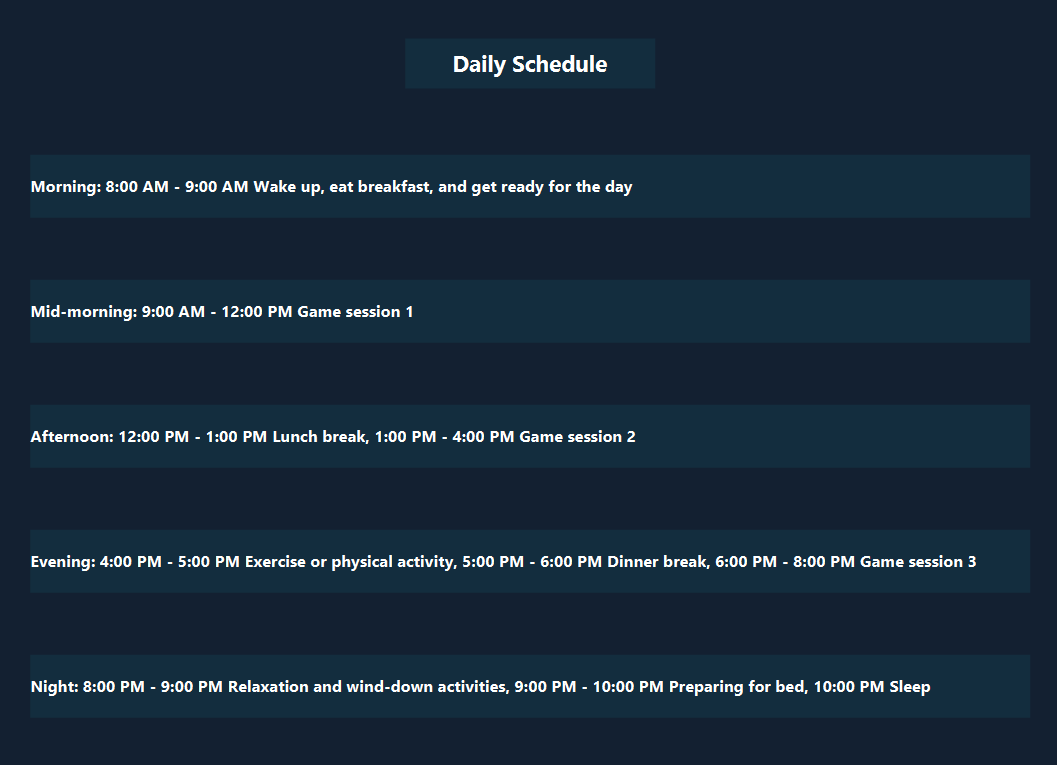 Daily Schedule
Morning: 8:00 AM - 9:00 AM Wake up, eat breakfast, and get ready for the day
Mid-morning: 9:00 AM - 12:00 PM Game session 1
Afternoon: 12:00 PM - 1:00 PM Lunch break, 1:00 PM - 4:00 PM Game session 2
Evening: 4:00 PM - 5:00 PM Exercise or physical activity, 5:00 PM - 6:00 PM Dinner break, 6:00 PM - 8:00 PM Game session 3
Night: 8:00 PM - 9:00 PM Relaxation and wind-down activities, 9:00 PM - 10:00 PM Preparing for bed, 10:00 PM Sleep